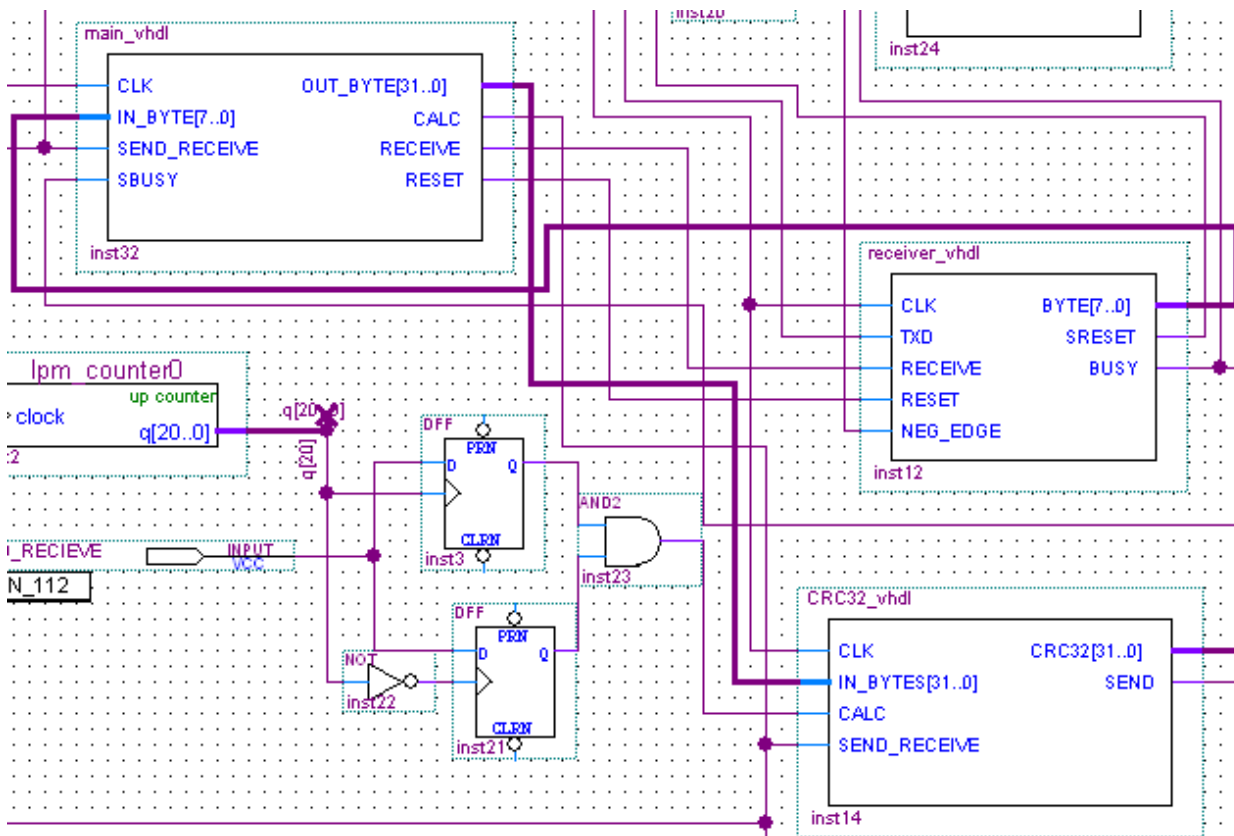 main_vhdl
CLK
IN_BYTE[7..0]
SEND_RECEIVE
SBUSY
OUT_BYTE[31..0]
CALC
RECEIVE
RESET
inst32
inst24
receiver_vhdl
CLK
TXD
RECEIVE
RESET
NEG_EDGE
BYTE[7..0]
SRESET
BUSY
inst12
lpm_counter0
up counter
clock
q[20..0]
q[20]
DFF
PRN
D
Q
CLRN
inst3
AND2
inst23
_RECIEVE
INPUT
VCC
N_112
NOT
inst22
DFF
PRN
D
Q
CLRN
inst21
CRC32_vhdl
CLK
IN_BYTES[31..0]
CALC
SEND_RECEIVE
CRC32[31..0]
SEND
inst14